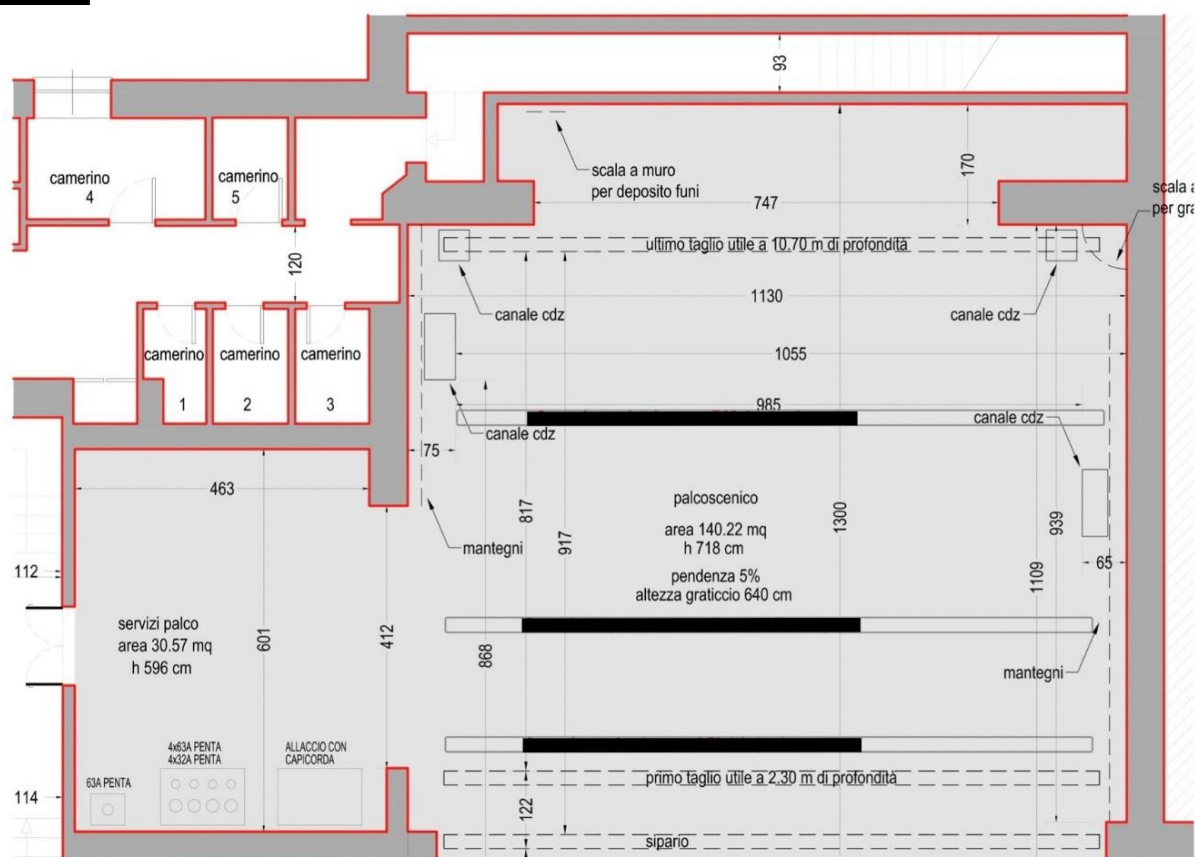 93
camerino
4
camerino
5
scala a muro
per deposito funi
170
747
scala a
per gra
120
ultimo taglio utile a 10.70 m di profondità
1130
canale cdz
canale cdz
1055
camerino
1
camerino
2
camerino
3
985
canale cdz
canale cdz
75
463
817
917
palcoscenico
area 140.22 mq
h 718 cm
pendenza 5%
altezza graticcio 640 cm
1300
939
1109
mantegni
65
112
servizi palco
area 30.57 mq
h 596 cm
601
412
868
mantegni
4x63A PENTA
4x32A PENTA
ALLACCIO CON
CAPICORDA
63A PENTA
primo taglio utile a 2.30 m di profondità
114
122
sipario